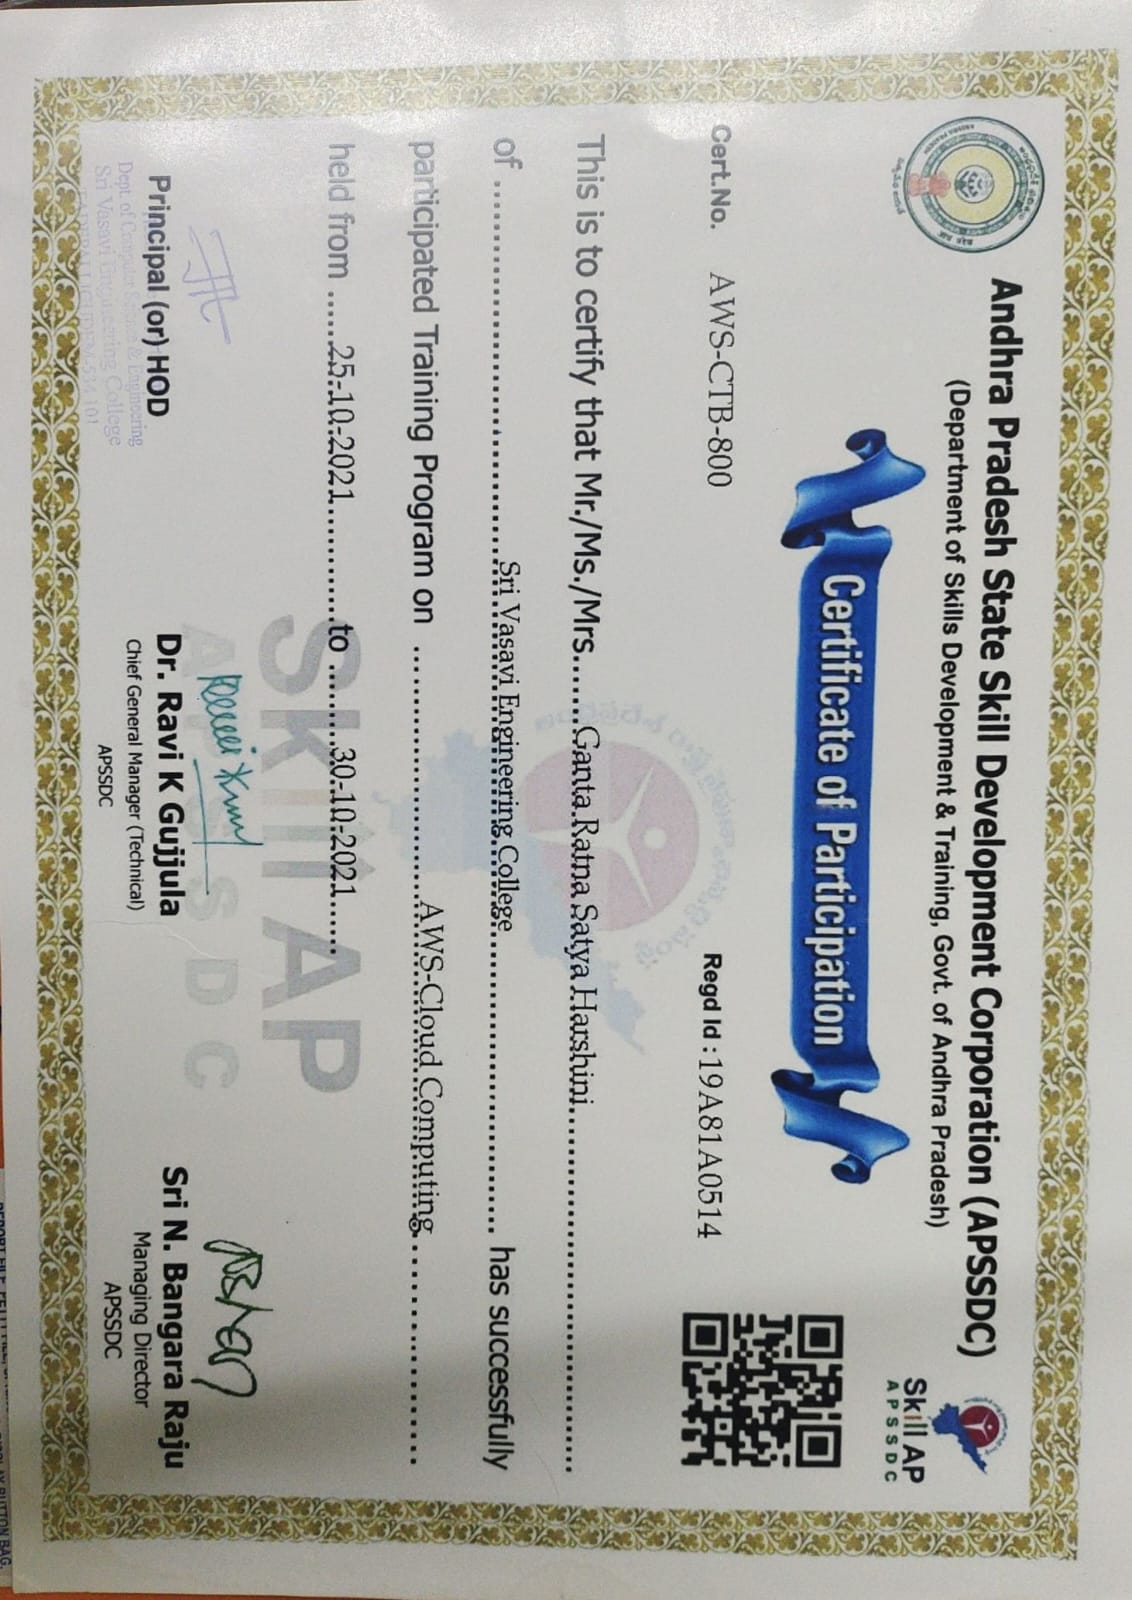 Andhra Pradesh State Skill Development Corporation (APSSDC)
(Department of Skills Development & Training, Govt. of Andhra Pradesh)
Skill AP
APSSDC
Certificate of Participation
Cert.No. AWS-CTB-800
Regd Id : 19A81A0514
This is to certify that Mr./Ms./Mrs.......Ganta Ratna Satya Harshini
of Sri Vasavi Engineering College has successfully
participated Training Program on AWS-Cloud Computing
held from 25-10-2021 to 30-10-2021
Skill AP
APSSDC
Principal (or) HOD
Dept. of Computer Science & Engineering
Sri Vasavi Engineering College
TADEPALLIGUDEM-534 101
Dr. Ravi K Gujjula
Chief General Manager (Technical)
APSSDC
Sri N. Bangara Raju
Managing Director
APSSDC